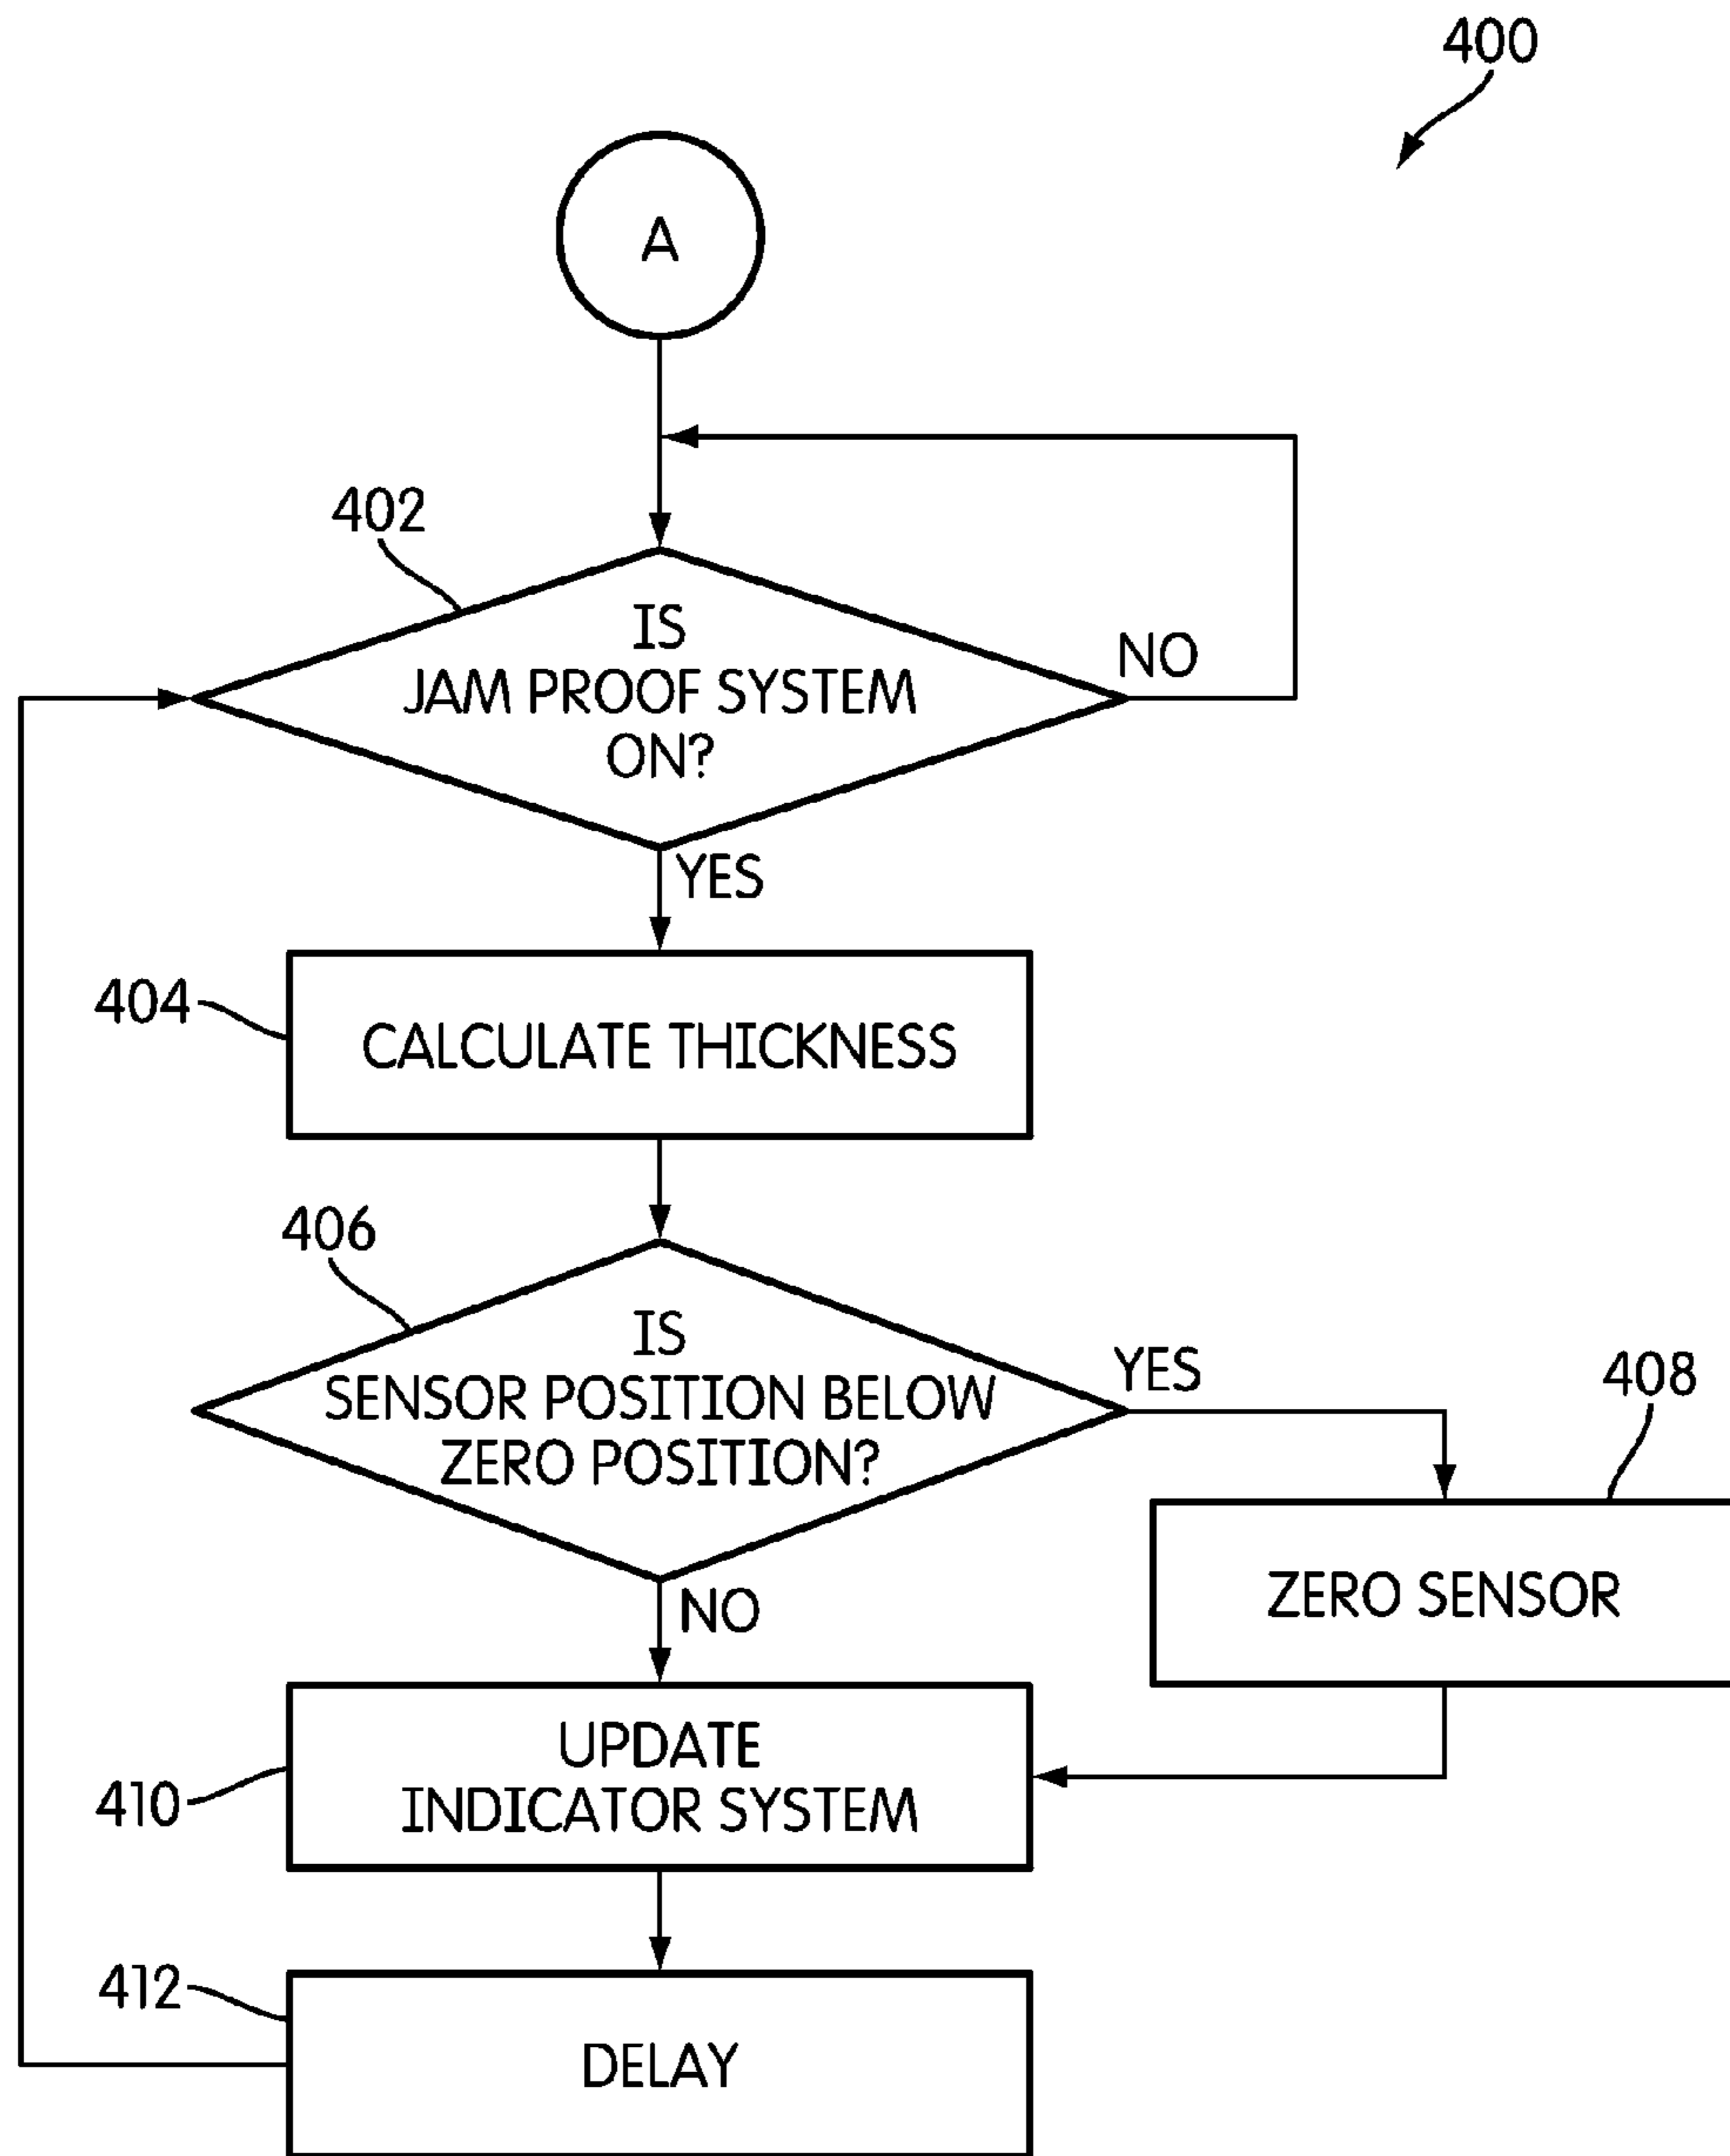 400
A
402
IS
JAM PROOF SYSTEM
ON?
NO
YES
404
CALCULATE THICKNESS
406
IS
SENSOR POSITION BELOW
ZERO POSITION?
YES
408
ZERO SENSOR
NO
410
UPDATE
INDICATOR SYSTEM
412
DELAY